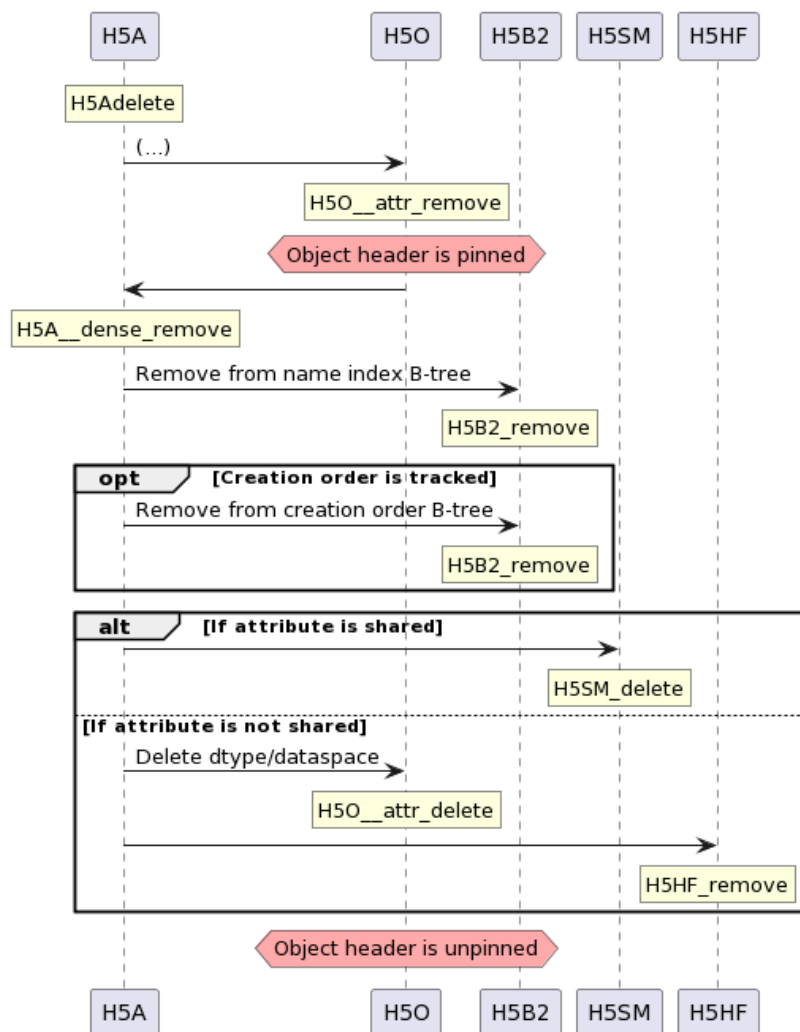 H5A H5O H5B2 H5SM H5HF
H5Adelete
(...)
H5O__attr_remove
Object header is pinned
H5A__dense_remove
Remove from name index B-tree
H5B2_remove
opt [Creation order is tracked]
Remove from creation order B-tree
H5B2_remove
alt [If attribute is shared]
H5SM_delete
[If attribute is not shared]
Delete dtype/dataspace
H5O__attr_delete
H5HF_remove
Object header is unpinned
H5A H5O H5B2 H5SM H5HF